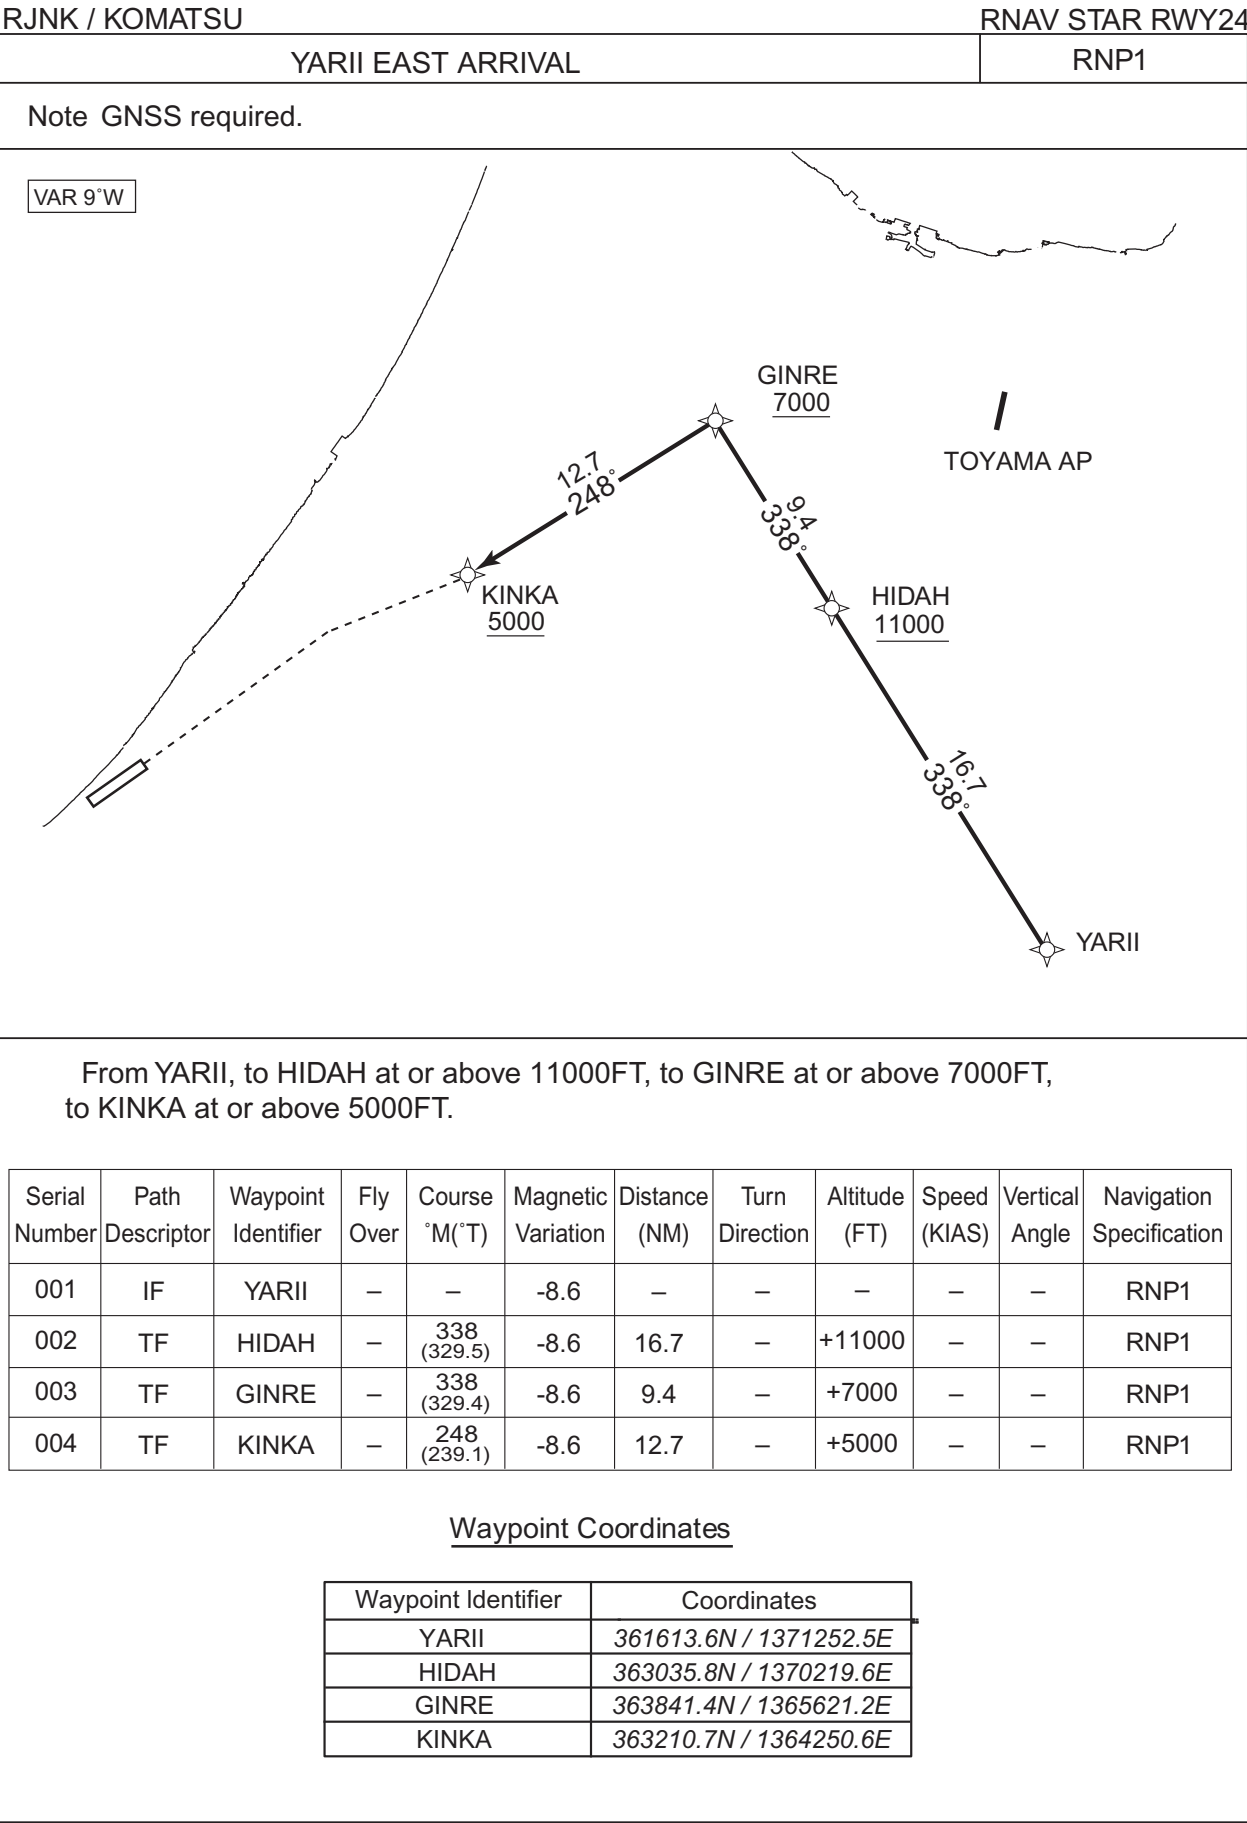 RJNK / KOMATSU
RNAV STAR RWY24
YARII EAST ARRIVAL
RNP1
Note GNSS required.
VAR 9˚W
GINRE
7000
TOYAMA AP
12.7
248˚
9.4
338˚
KINKA
5000
HIDAH
11000
16.7
338˚
YARII
From YARII, to HIDAH at or above 11000FT, to GINRE at or above 7000FT,
to KINKA at or above 5000FT.
Serial Number | Path Descriptor | Waypoint Identifier | Fly Over | Course ˚M(˚T) | Magnetic Variation | Distance (NM) | Turn Direction | Altitude (FT) | Speed (KIAS) | Vertical Angle | Navigation Specification
001 | IF | YARII | – | – | -8.6 | – | – | – | – | – | RNP1
002 | TF | HIDAH | – | 338 (329.5) | -8.6 | 16.7 | – | +11000 | – | – | RNP1
003 | TF | GINRE | – | 338 (329.4) | -8.6 | 9.4 | – | +7000 | – | – | RNP1
004 | TF | KINKA | – | 248 (239.1) | -8.6 | 12.7 | – | +5000 | – | – | RNP1
Waypoint Coordinates
Waypoint Identifier | Coordinates
YARII | 361613.6N / 1371252.5E
HIDAH | 363035.8N / 1370219.6E
GINRE | 363841.4N / 1365621.2E
KINKA | 363210.7N / 1364250.6E